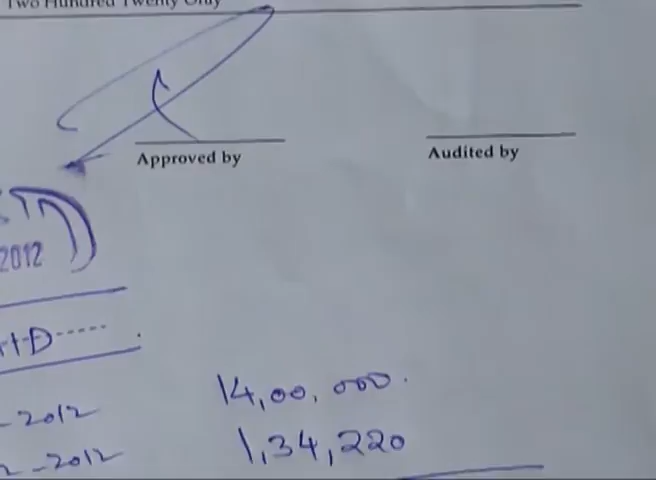 Two Hundred Twenty Only
Approved by
Audited by
2012
14,00,000.
-2012
1,34,220
-2012